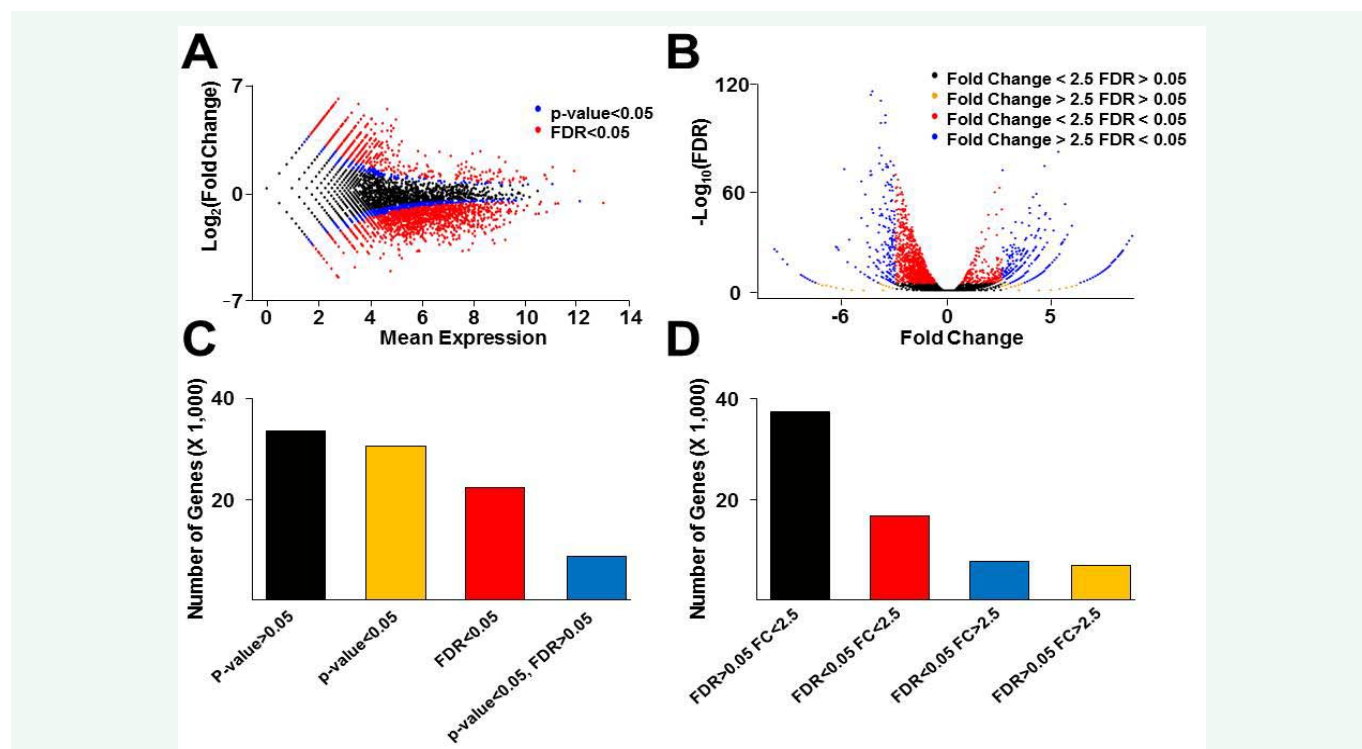 A
7
0
−7
Log2(Fold Change)
p-value<0.05
FDR<0.05
0 2 4 6 8 10 12 14
Mean Expression
B
120
60
0
-Log10(FDR)
Fold Change < 2.5 FDR > 0.05
Fold Change > 2.5 FDR > 0.05
Fold Change < 2.5 FDR < 0.05
Fold Change > 2.5 FDR < 0.05
-6 0 5
Fold Change
C
Number of Genes (X 1,000)
40
20
P-value>0.05
p-value<0.05
FDR<0.05
p-value<0.05, FDR>0.05
D
Number of Genes (X 1,000)
40
20
FDR>0.05 FC<2.5
FDR<0.05 FC<2.5
FDR<0.05 FC>2.5
FDR>0.05 FC>2.5